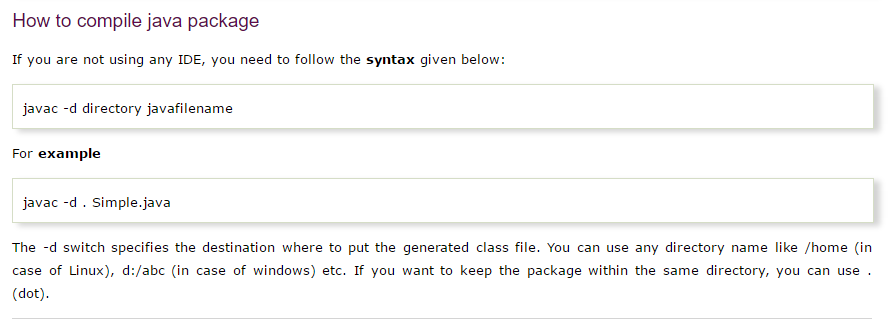 How to compile java package
If you are not using any IDE, you need to follow the syntax given below:
javac -d directory javafilename
For example
javac -d . Simple.java
The -d switch specifies the destination where to put the generated class file. You can use any directory name like /home (in
case of Linux), d:/abc (in case of windows) etc. If you want to keep the package within the same directory, you can use .
(dot).